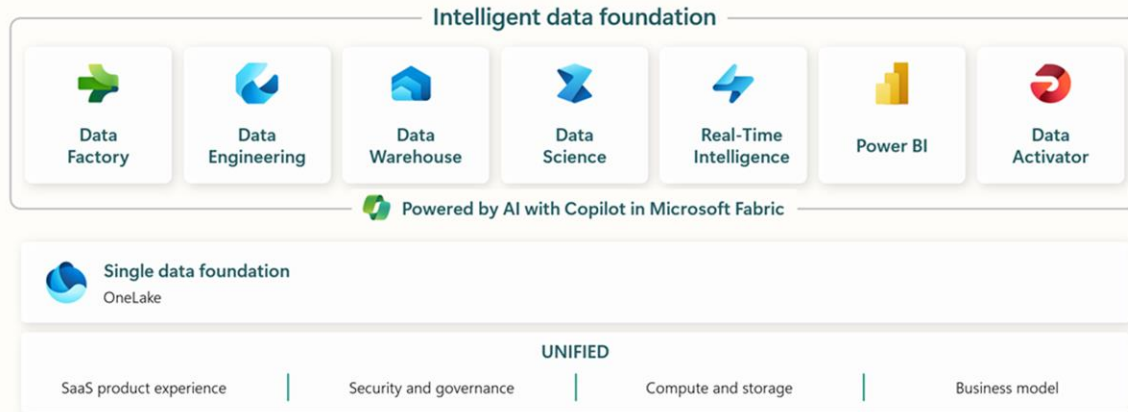 Intelligent data foundation
Data
Factory
Data
Engineering
Data
Warehouse
Data
Science
Real-Time
Intelligence
Power BI
Data
Activator
Powered by AI with Copilot in Microsoft Fabric
Single data foundation
OneLake
UNIFIED
SaaS product experience
Security and governance
Compute and storage
Business model